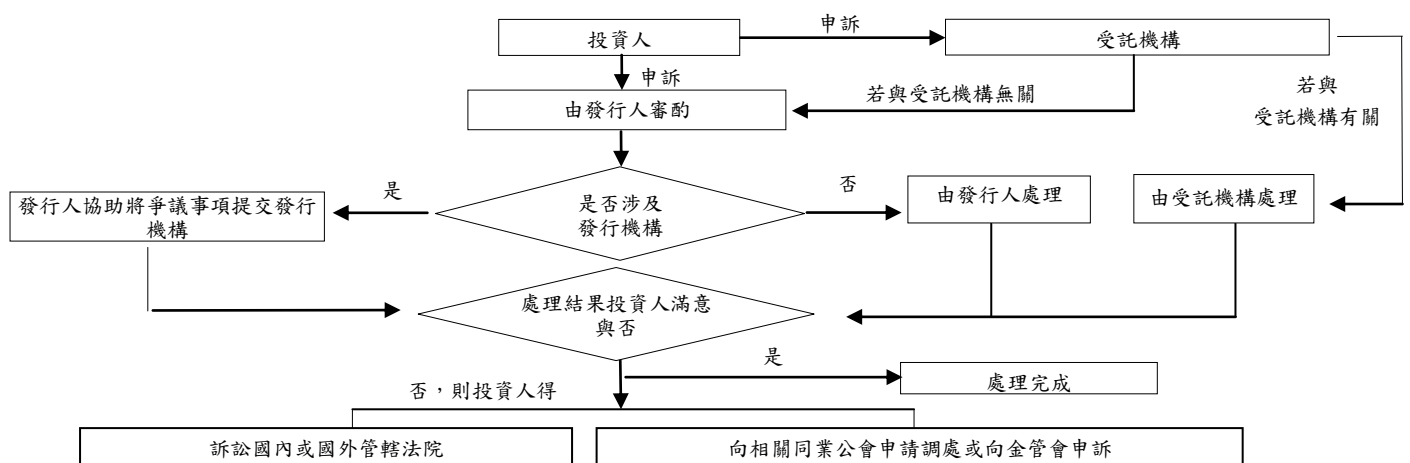 申訴
投資人
受託機構
申訴
由發行人審酌
若與受託機構無關
若與
受託機構有關
是
是否涉及
發行機構
否
發行人協助將爭議事項提交發行
機構
由發行人處理
由受託機構處理
處理結果投資人滿意
與否
是
處理完成
否，則投資人得
訴訟國內或國外管轄法院
向相關同業公會申請調處或向金管會申訴